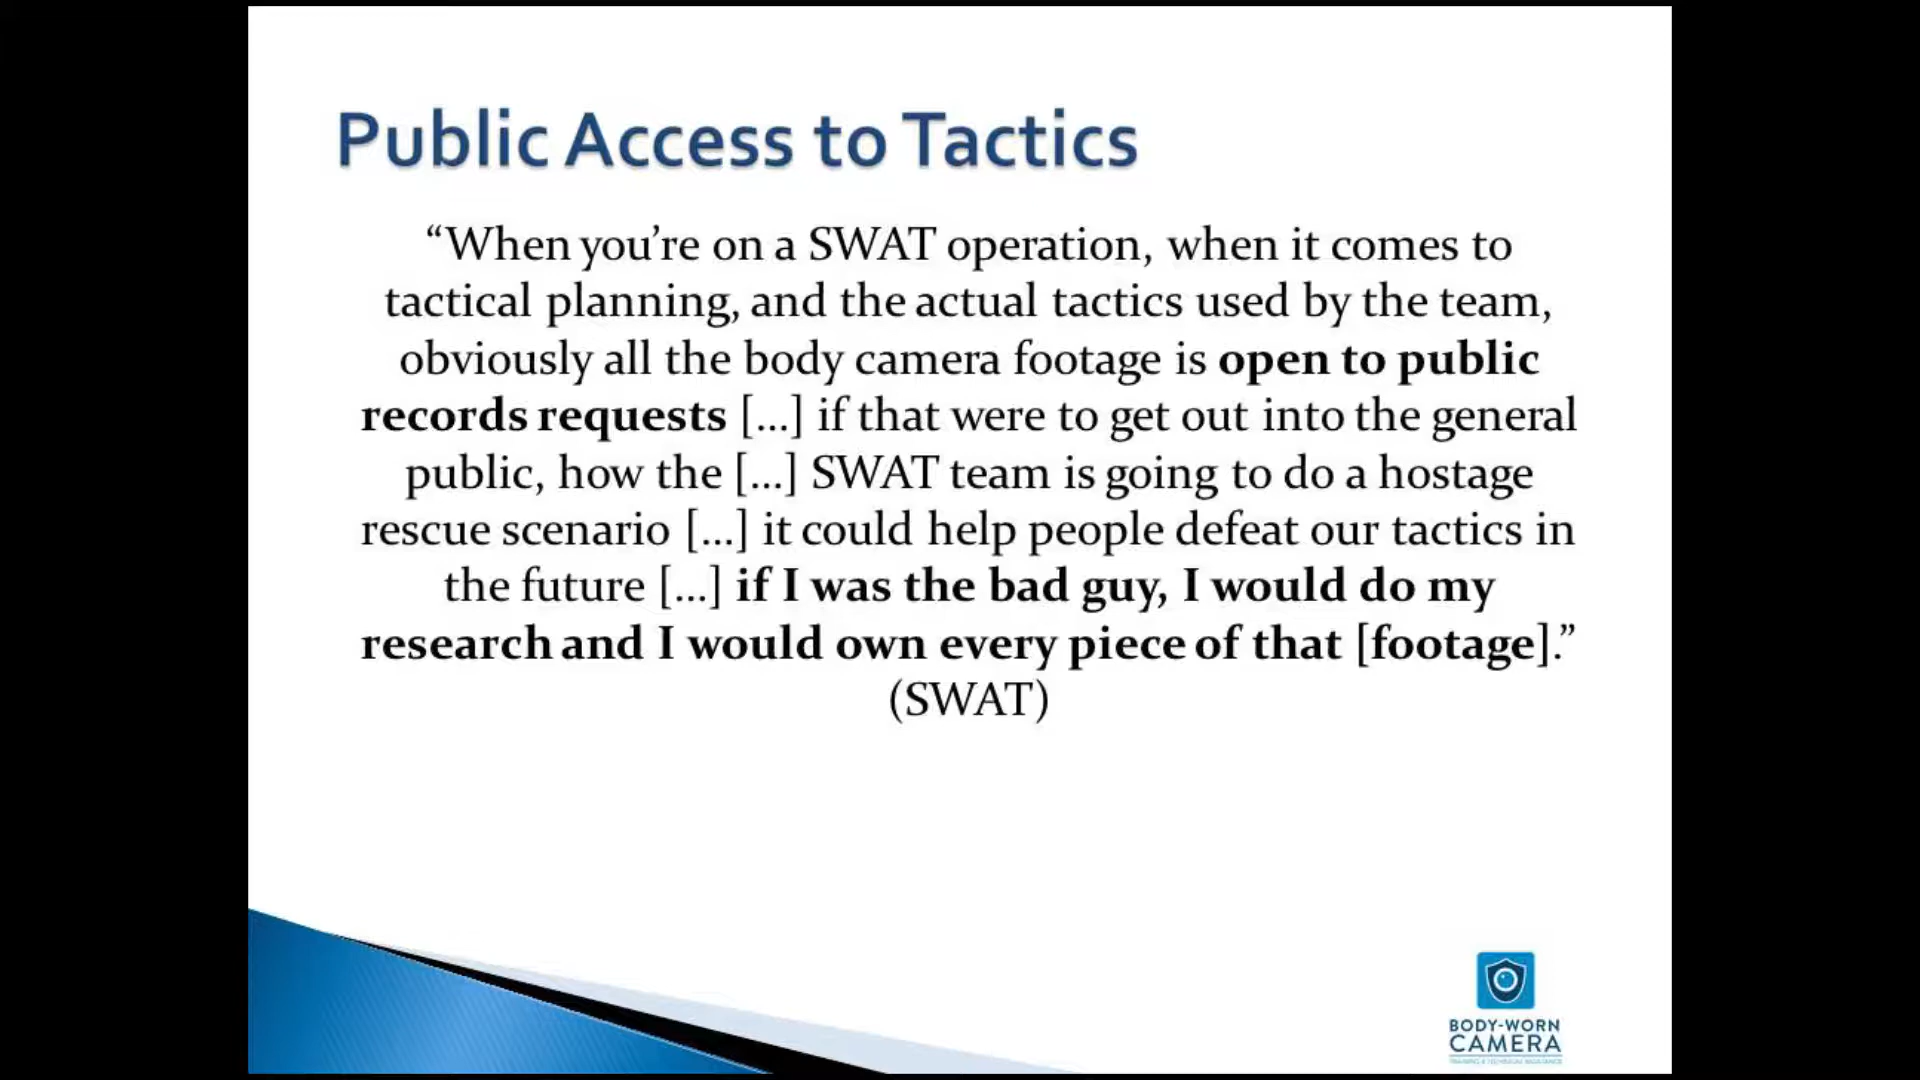 Public Access to Tactics
“When you’re on a SWAT operation, when it comes to
tactical planning, and the actual tactics used by the team,
obviously all the body camera footage is open to public
records requests [...] if that were to get out into the general
public, how the [...] SWAT team is going to do a hostage
rescue scenario [...] it could help people defeat our tactics in
the future [...] if I was the bad guy, I would do my
research and I would own every piece of that [footage].”
(SWAT)
BODY-WORN
CAMERA
TRAINING & TECHNICAL ASSISTANCE